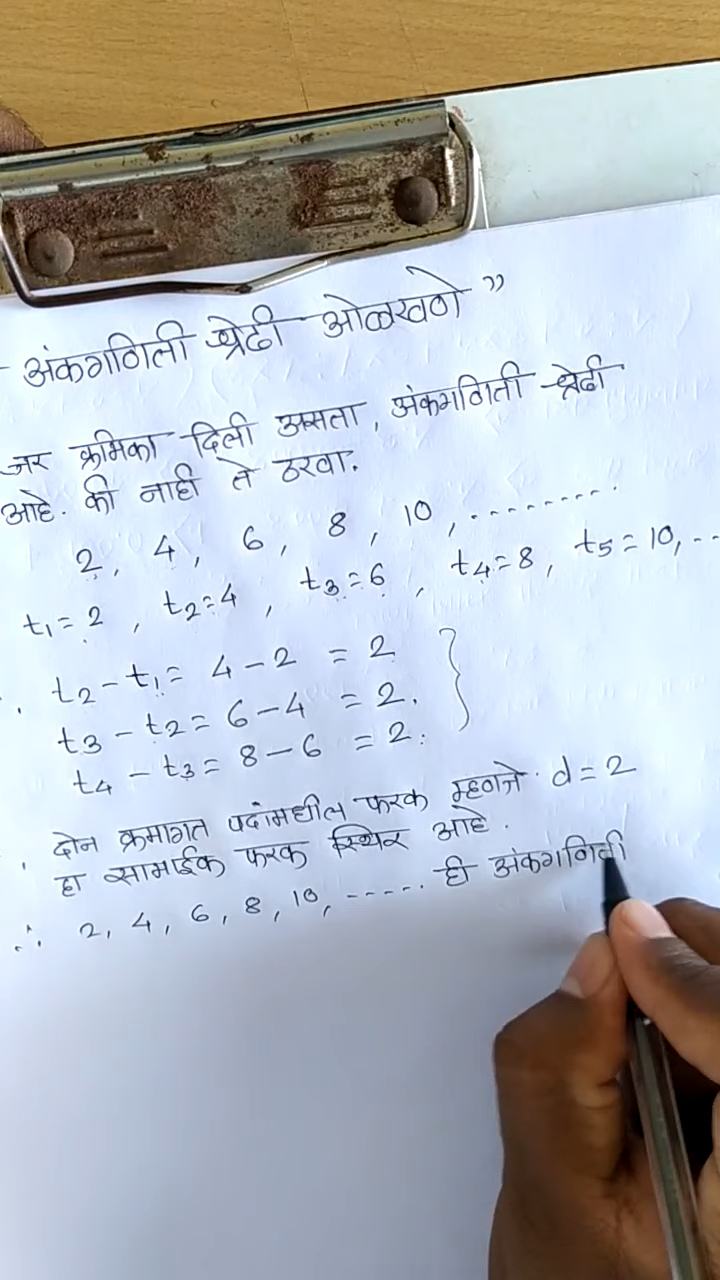 अंकगणिती श्रेढी ओळखणे”
जर क्रमिका दिली असता, अंकगणिती श्रेढी
आहे. की नाही ते ठरवा.
2, 4, 6, 8, 10, ........
t₁=2, t₂=4, t₃=6, t₄=8, t₅=10, --
t₂-t₁= 4-2 = 2
t₃-t₂= 6-4 = 2.
t₄-t₃= 8-6 = 2.
दोन क्रमागत पदांमधील फरक म्हणजे. d=2
हा सामाईक फरक स्थिर आहे.
∴ 2, 4, 6, 8, 10, ----- ही अंकगणिती